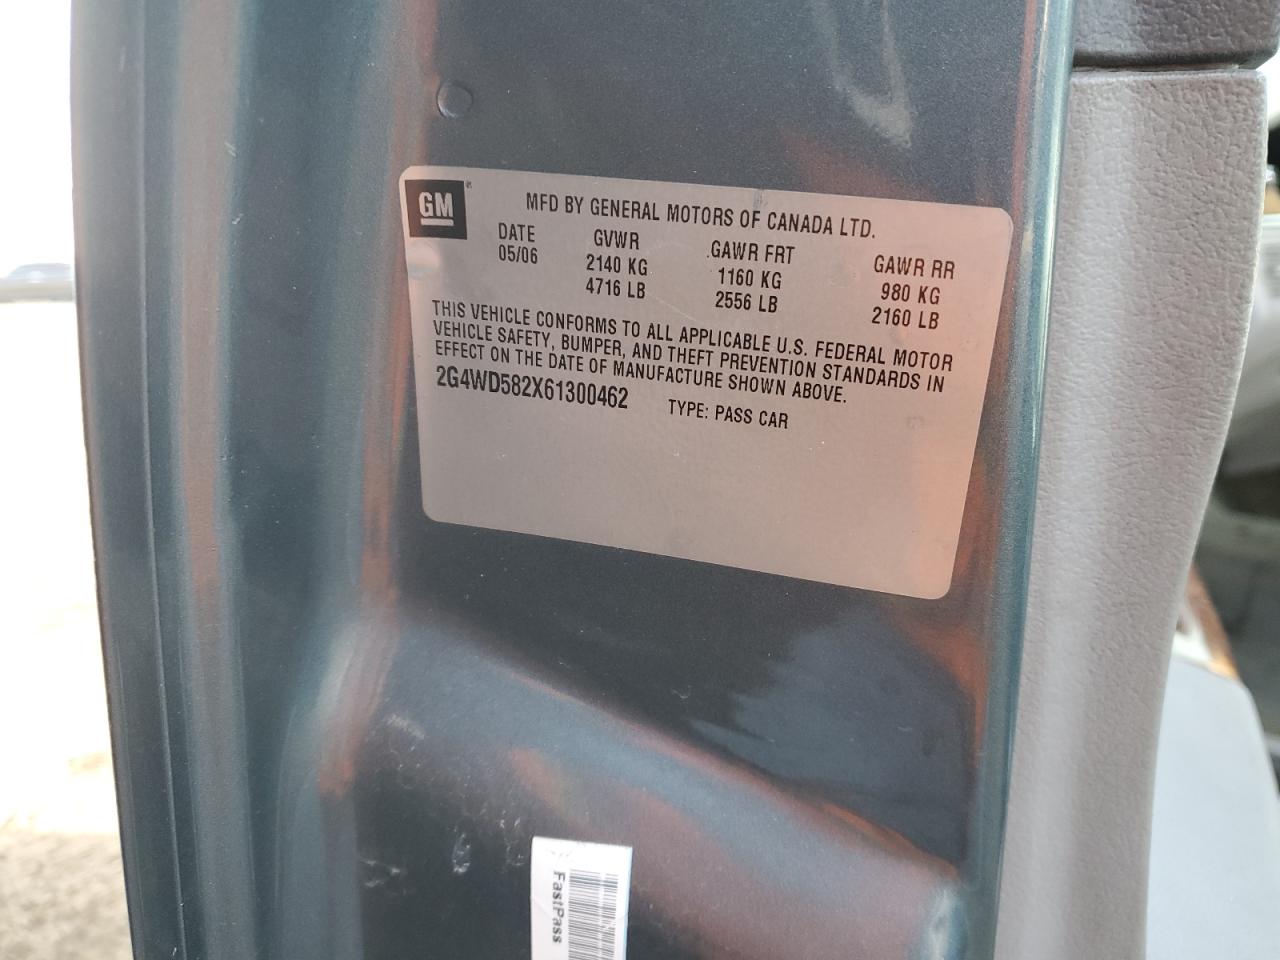 GM
MFD BY GENERAL MOTORS OF CANADA LTD.
DATE GVWR GAWR FRT GAWR RR
05/06 2140 KG 1160 KG 980 KG
4716 LB 2556 LB 2160 LB
THIS VEHICLE CONFORMS TO ALL APPLICABLE U.S. FEDERAL MOTOR
VEHICLE SAFETY, BUMPER, AND THEFT PREVENTION STANDARDS IN
EFFECT ON THE DATE OF MANUFACTURE SHOWN ABOVE.
2G4WD582X61300462 TYPE: PASS CAR
FastPass